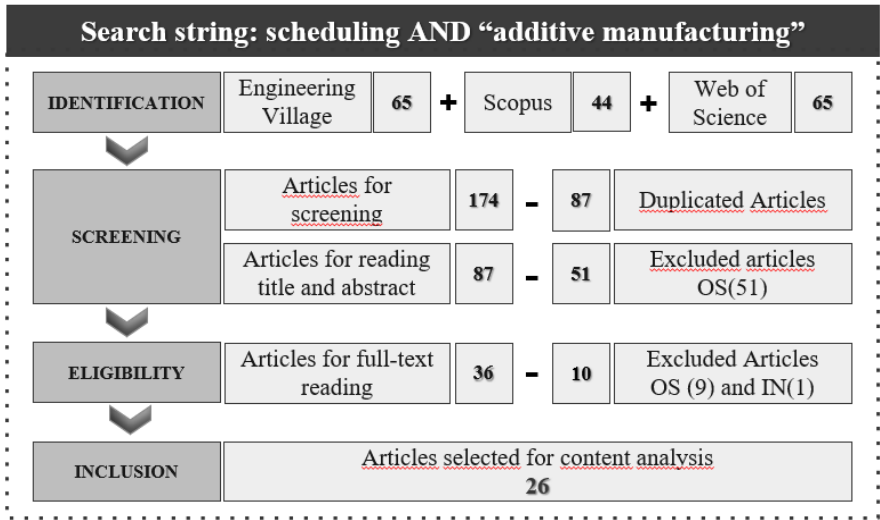 Search string: scheduling AND “additive manufacturing”
IDENTIFICATION
Engineering
Village
65
+
Scopus
44
+
Web of
Science
65
SCREENING
Articles for
screening
174
-
87
Duplicated Articles
Articles for reading
title and abstract
87
-
51
Excluded articles
OS(51)
ELIGIBILITY
Articles for full-text
reading
36
-
10
Excluded Articles
OS (9) and IN(1)
INCLUSION
Articles selected for content analysis
26